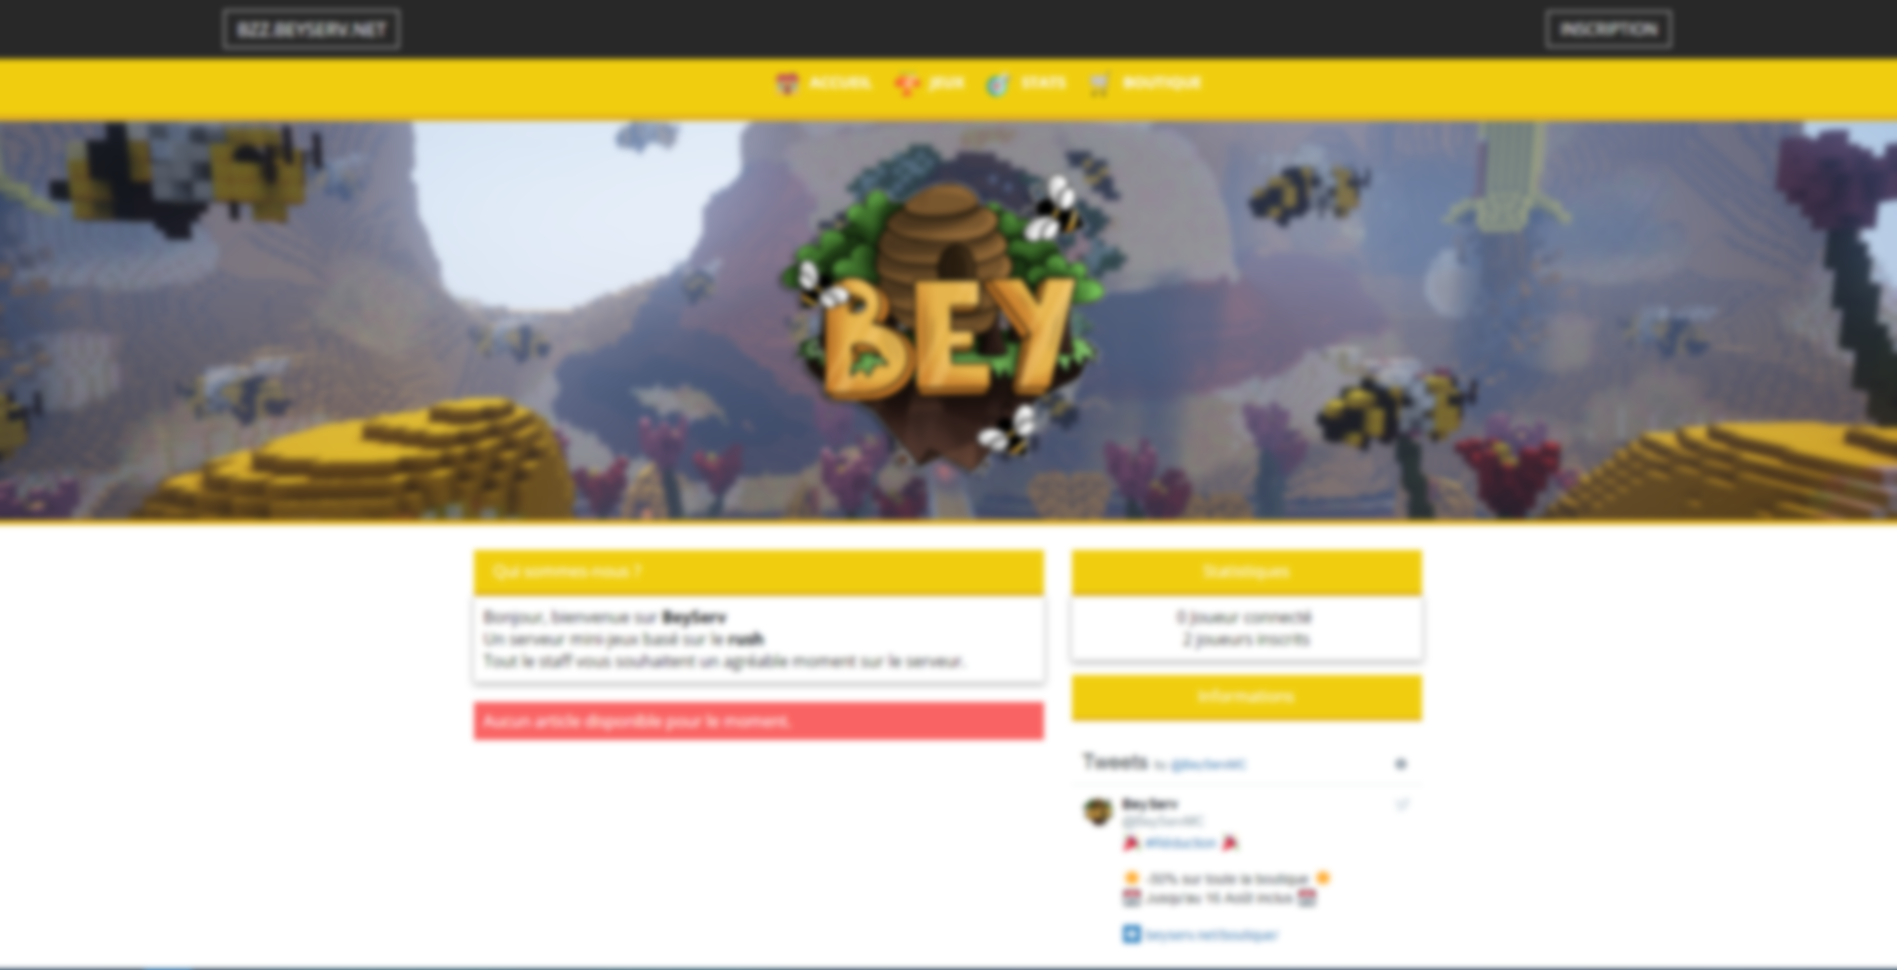 BZZ.BEYSERV.NET
INSCRIPTION
ACCUEIL JEUX STATS BOUTIQUE
BEY
Qui sommes-nous ?
Bonjour, bienvenue sur BeyServ
Un serveur mini-jeux basé sur le rush
Tout le staff vous souhaitent un agréable moment sur le serveur.
Aucun article disponible pour le moment.
Statistiques
0 Joueur connecté
2 joueurs inscrits
Informations
Tweets by @BeyServMC
BeyServ
@BeyServMC
#Réduction
-50% sur toute la boutique
Jusqu'au 16 Août inclus
beyserv.net/boutique/